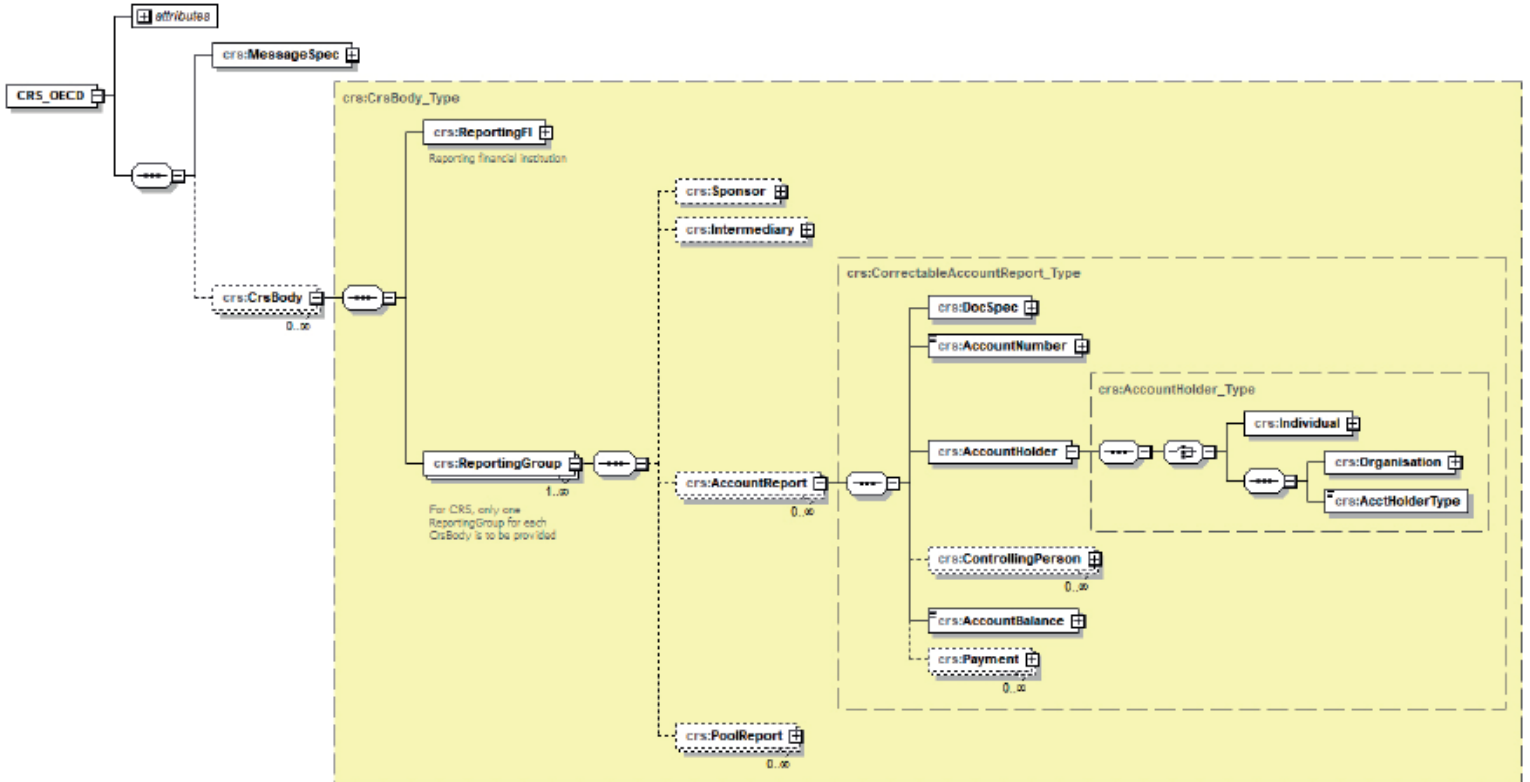 attributes
crs:MessageSpec
CRS_OECD
crs:CrsBody_Type
crs:ReportingFI
Reporting financial institution
crs:Sponsor
crs:Intermediary
crs:CorrectableAccountReport_Type
crs:CrsBody
0..∞
crs:DocSpec
crs:AccountNumber
crs:AccountHolder_Type
crs:Individual
crs:AccountHolder
crs:Organisation
crs:ReportingGroup
1..∞
crs:AccountReport
0..∞
crs:AcctHolderType
For CRS, only one
ReportingGroup for each
CrsBody is to be provided
crs:ControllingPerson
0..∞
crs:AccountBalance
crs:Payment
0..∞
crs:PoolReport
0..∞